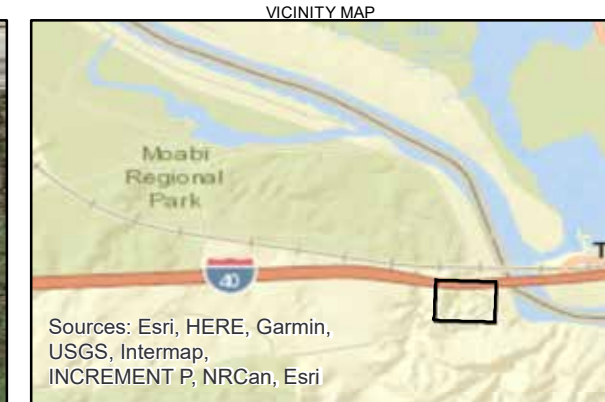 VICINITY MAP
Moabi
Regional
Park
40
T
Sources: Esri, HERE, Garmin,
USGS, Intermap,
INCREMENT P, NRCan, Esri